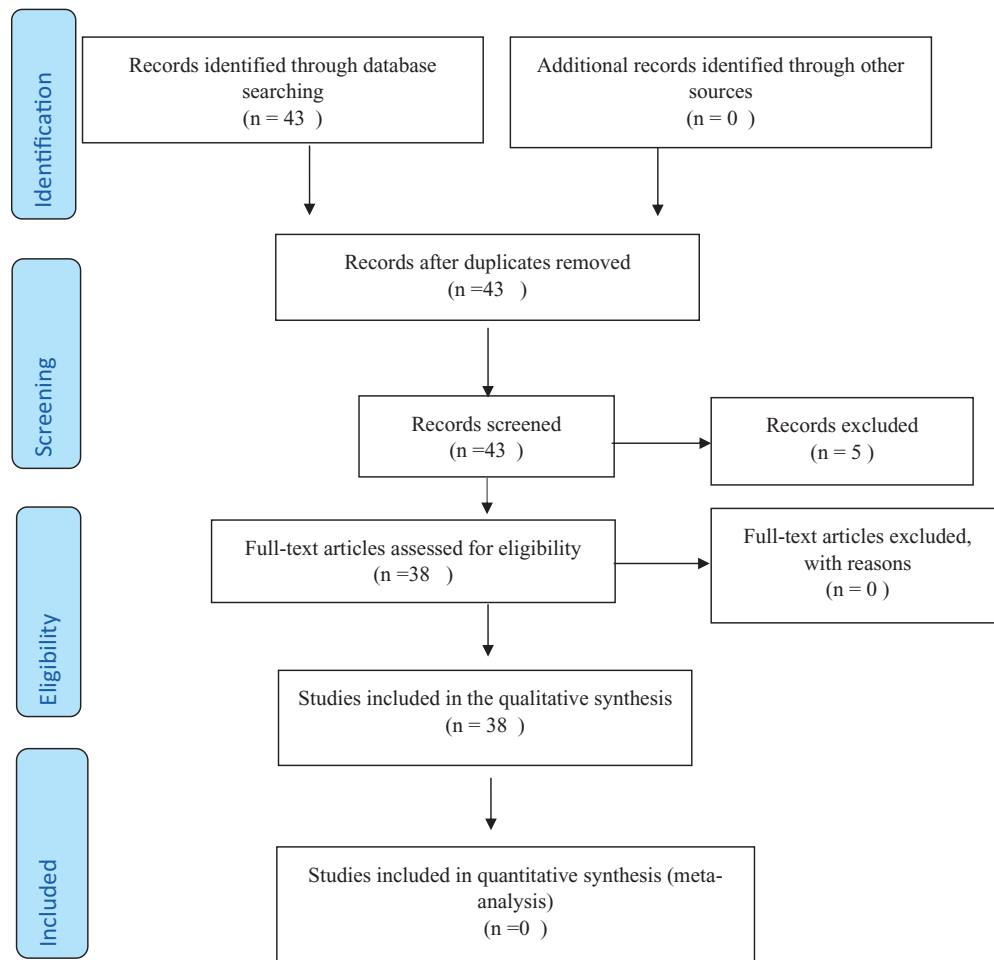 Identification
Records identified through database
searching
(n = 43 )
Additional records identified through other
sources
(n = 0 )
Records after duplicates removed
(n =43 )
Screening
Records screened
(n =43 )
Records excluded
(n = 5 )
Eligibility
Full-text articles assessed for eligibility
(n =38 )
Full-text articles excluded,
with reasons
(n = 0 )
Studies included in the qualitative synthesis
(n = 38 )
Included
Studies included in quantitative synthesis (meta-
analysis)
(n =0 )